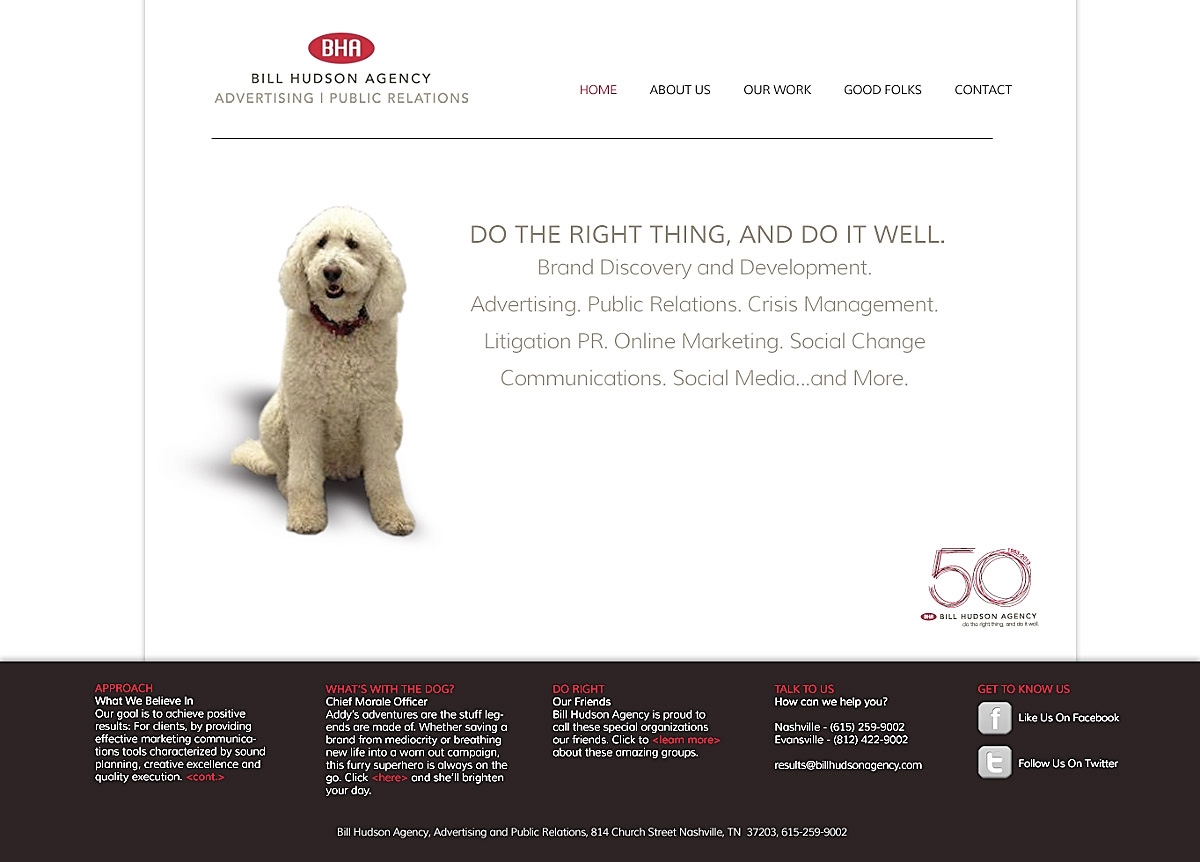 BHA
BILL HUDSON AGENCY
ADVERTISING | PUBLIC RELATIONS
HOME ABOUT US OUR WORK GOOD FOLKS CONTACT
DO THE RIGHT THING, AND DO IT WELL.
Brand Discovery and Development.
Advertising. Public Relations. Crisis Management.
Litigation PR. Online Marketing. Social Change
Communications. Social Media...and More.
50
BHA BILL HUDSON AGENCY
do the right thing, and do it well.
APPROACH
What We Believe In
Our goal is to achieve positive
results: For clients, by providing
effective marketing communica-
tions tools characterized by sound
planning, creative excellence and
quality execution. <cont.>
WHAT'S WITH THE DOG?
Chief Morale Officer
Addy's adventures are the stuff leg-
ends are made of. Whether saving a
brand from mediocrity or breathing
new life into a worn out campaign,
this furry superhero is always on the
go. Click <here> and she'll brighten
your day.
DO RIGHT
Our Friends
Bill Hudson Agency is proud to
call these special organizations
our friends. Click to <learn more>
about these amazing groups.
TALK TO US
How can we help you?
Nashville - (615) 259-9002
Evansville - (812) 422-9002
results@billhudsonagency.com
GET TO KNOW US
f Like Us On Facebook
t Follow Us On Twitter
Bill Hudson Agency, Advertising and Public Relations, 814 Church Street Nashville, TN 37203, 615-259-9002